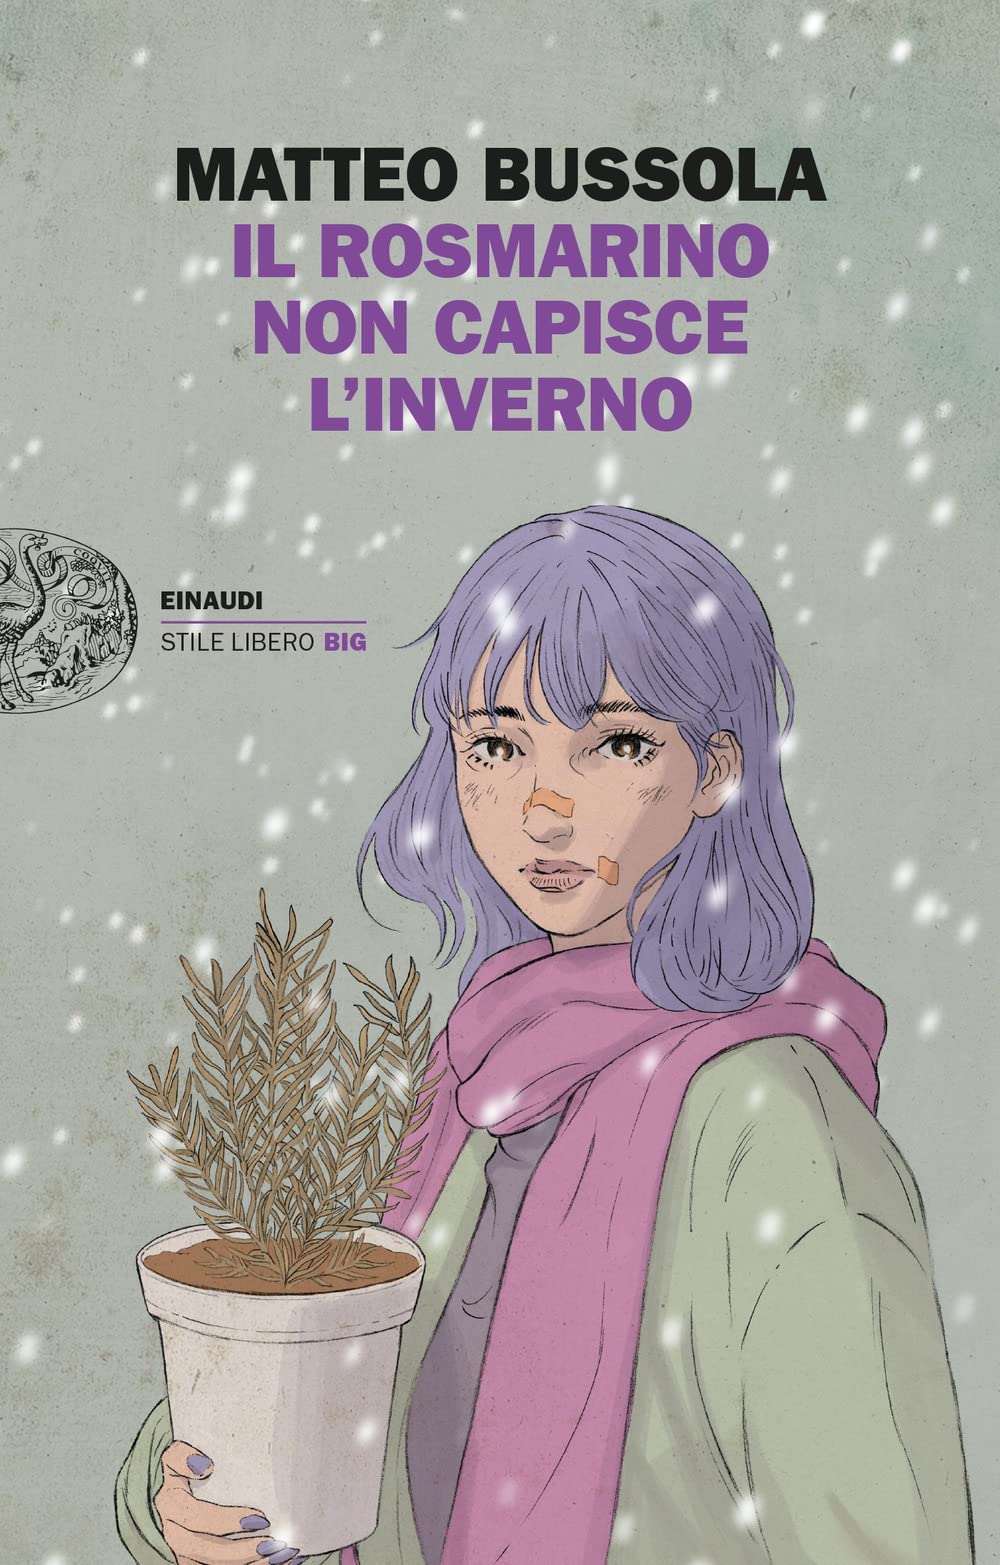 MATTEO BUSSOLA
IL ROSMARINO
NON CAPISCE
L’INVERNO
EINAUDI
STILE LIBERO BIG